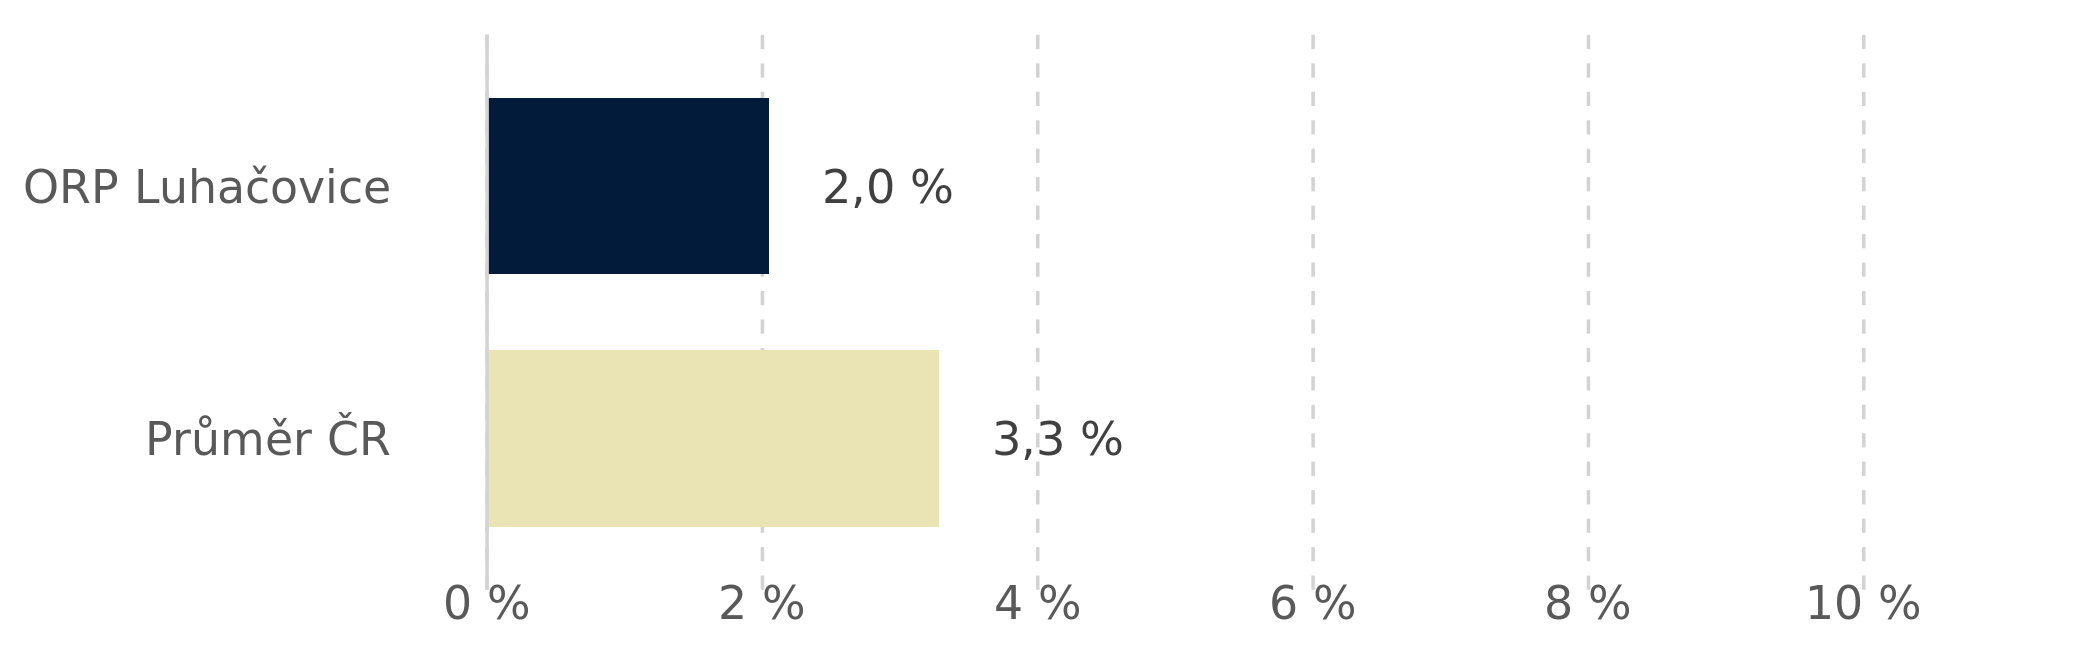 ORP Luhačovice
2,0 %
Průměr ČR
3,3 %
0 % 2 % 4 % 6 % 8 % 10 %